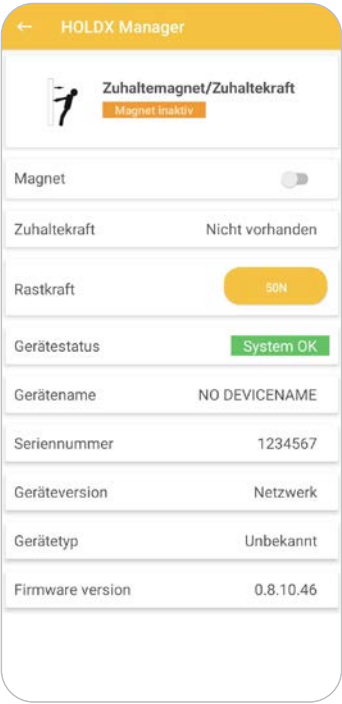 ← HOLDX Manager
Zuhaltemagnet/Zuhaltekraft
Magnet inaktiv
Magnet
Zuhaltekraft Nicht vorhanden
Rastkraft 50N
Gerätestatus System OK
Gerätename NO DEVICENAME
Seriennummer 1234567
Geräteversion Netzwerk
Gerätetyp Unbekannt
Firmware version 0.8.10.46